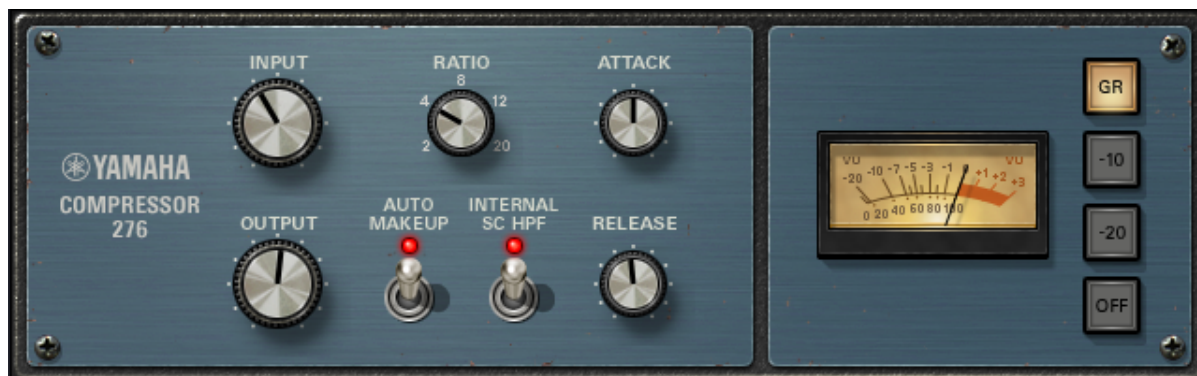 INPUT
RATIO
ATTACK
2 4 8 12 20
YAMAHA
COMPRESSOR
276
OUTPUT
AUTO
MAKEUP
INTERNAL
SC HPF
RELEASE
VU VU
-20 -10 -7 -5 -3 -1 0 +1 +2 +3
0 20 40 60 80 100
GR
-10
-20
OFF